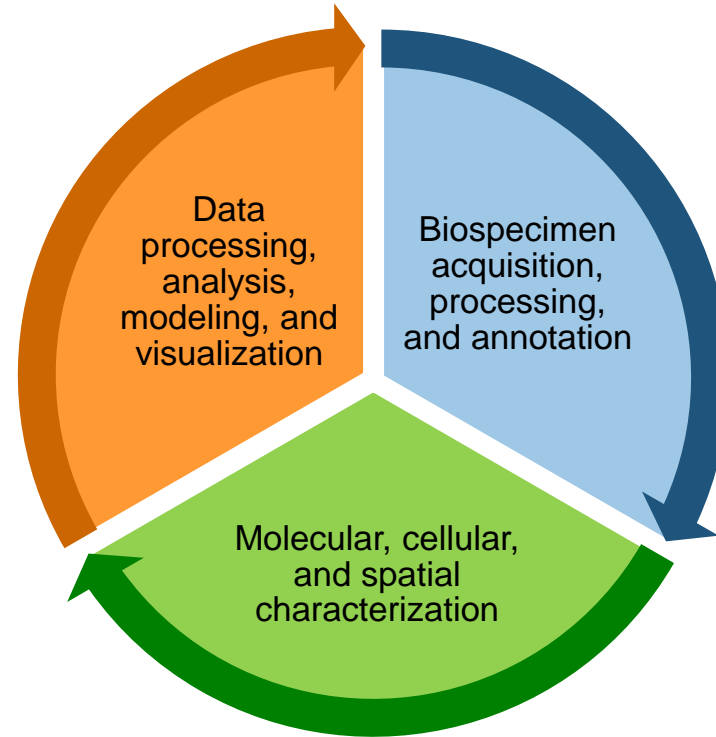 Data
processing,
analysis,
modeling, and
visualization
Biospecimen
acquisition,
processing,
and annotation
Molecular, cellular,
and spatial
characterization